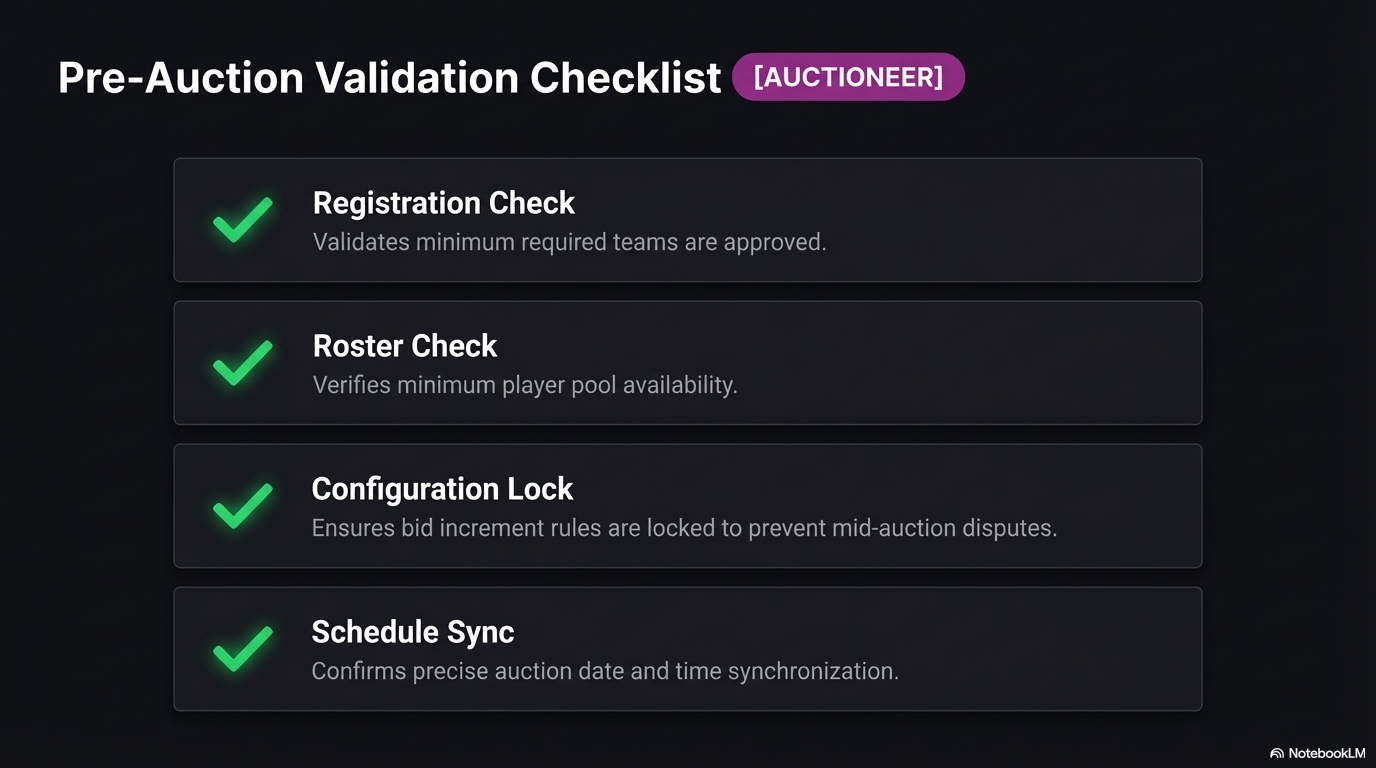 Pre-Auction Validation Checklist [AUCTIONEER]
Registration Check
Validates minimum required teams are approved.
Roster Check
Verifies minimum player pool availability.
Configuration Lock
Ensures bid increment rules are locked to prevent mid-auction disputes.
Schedule Sync
Confirms precise auction date and time synchronization.
NotebookLM